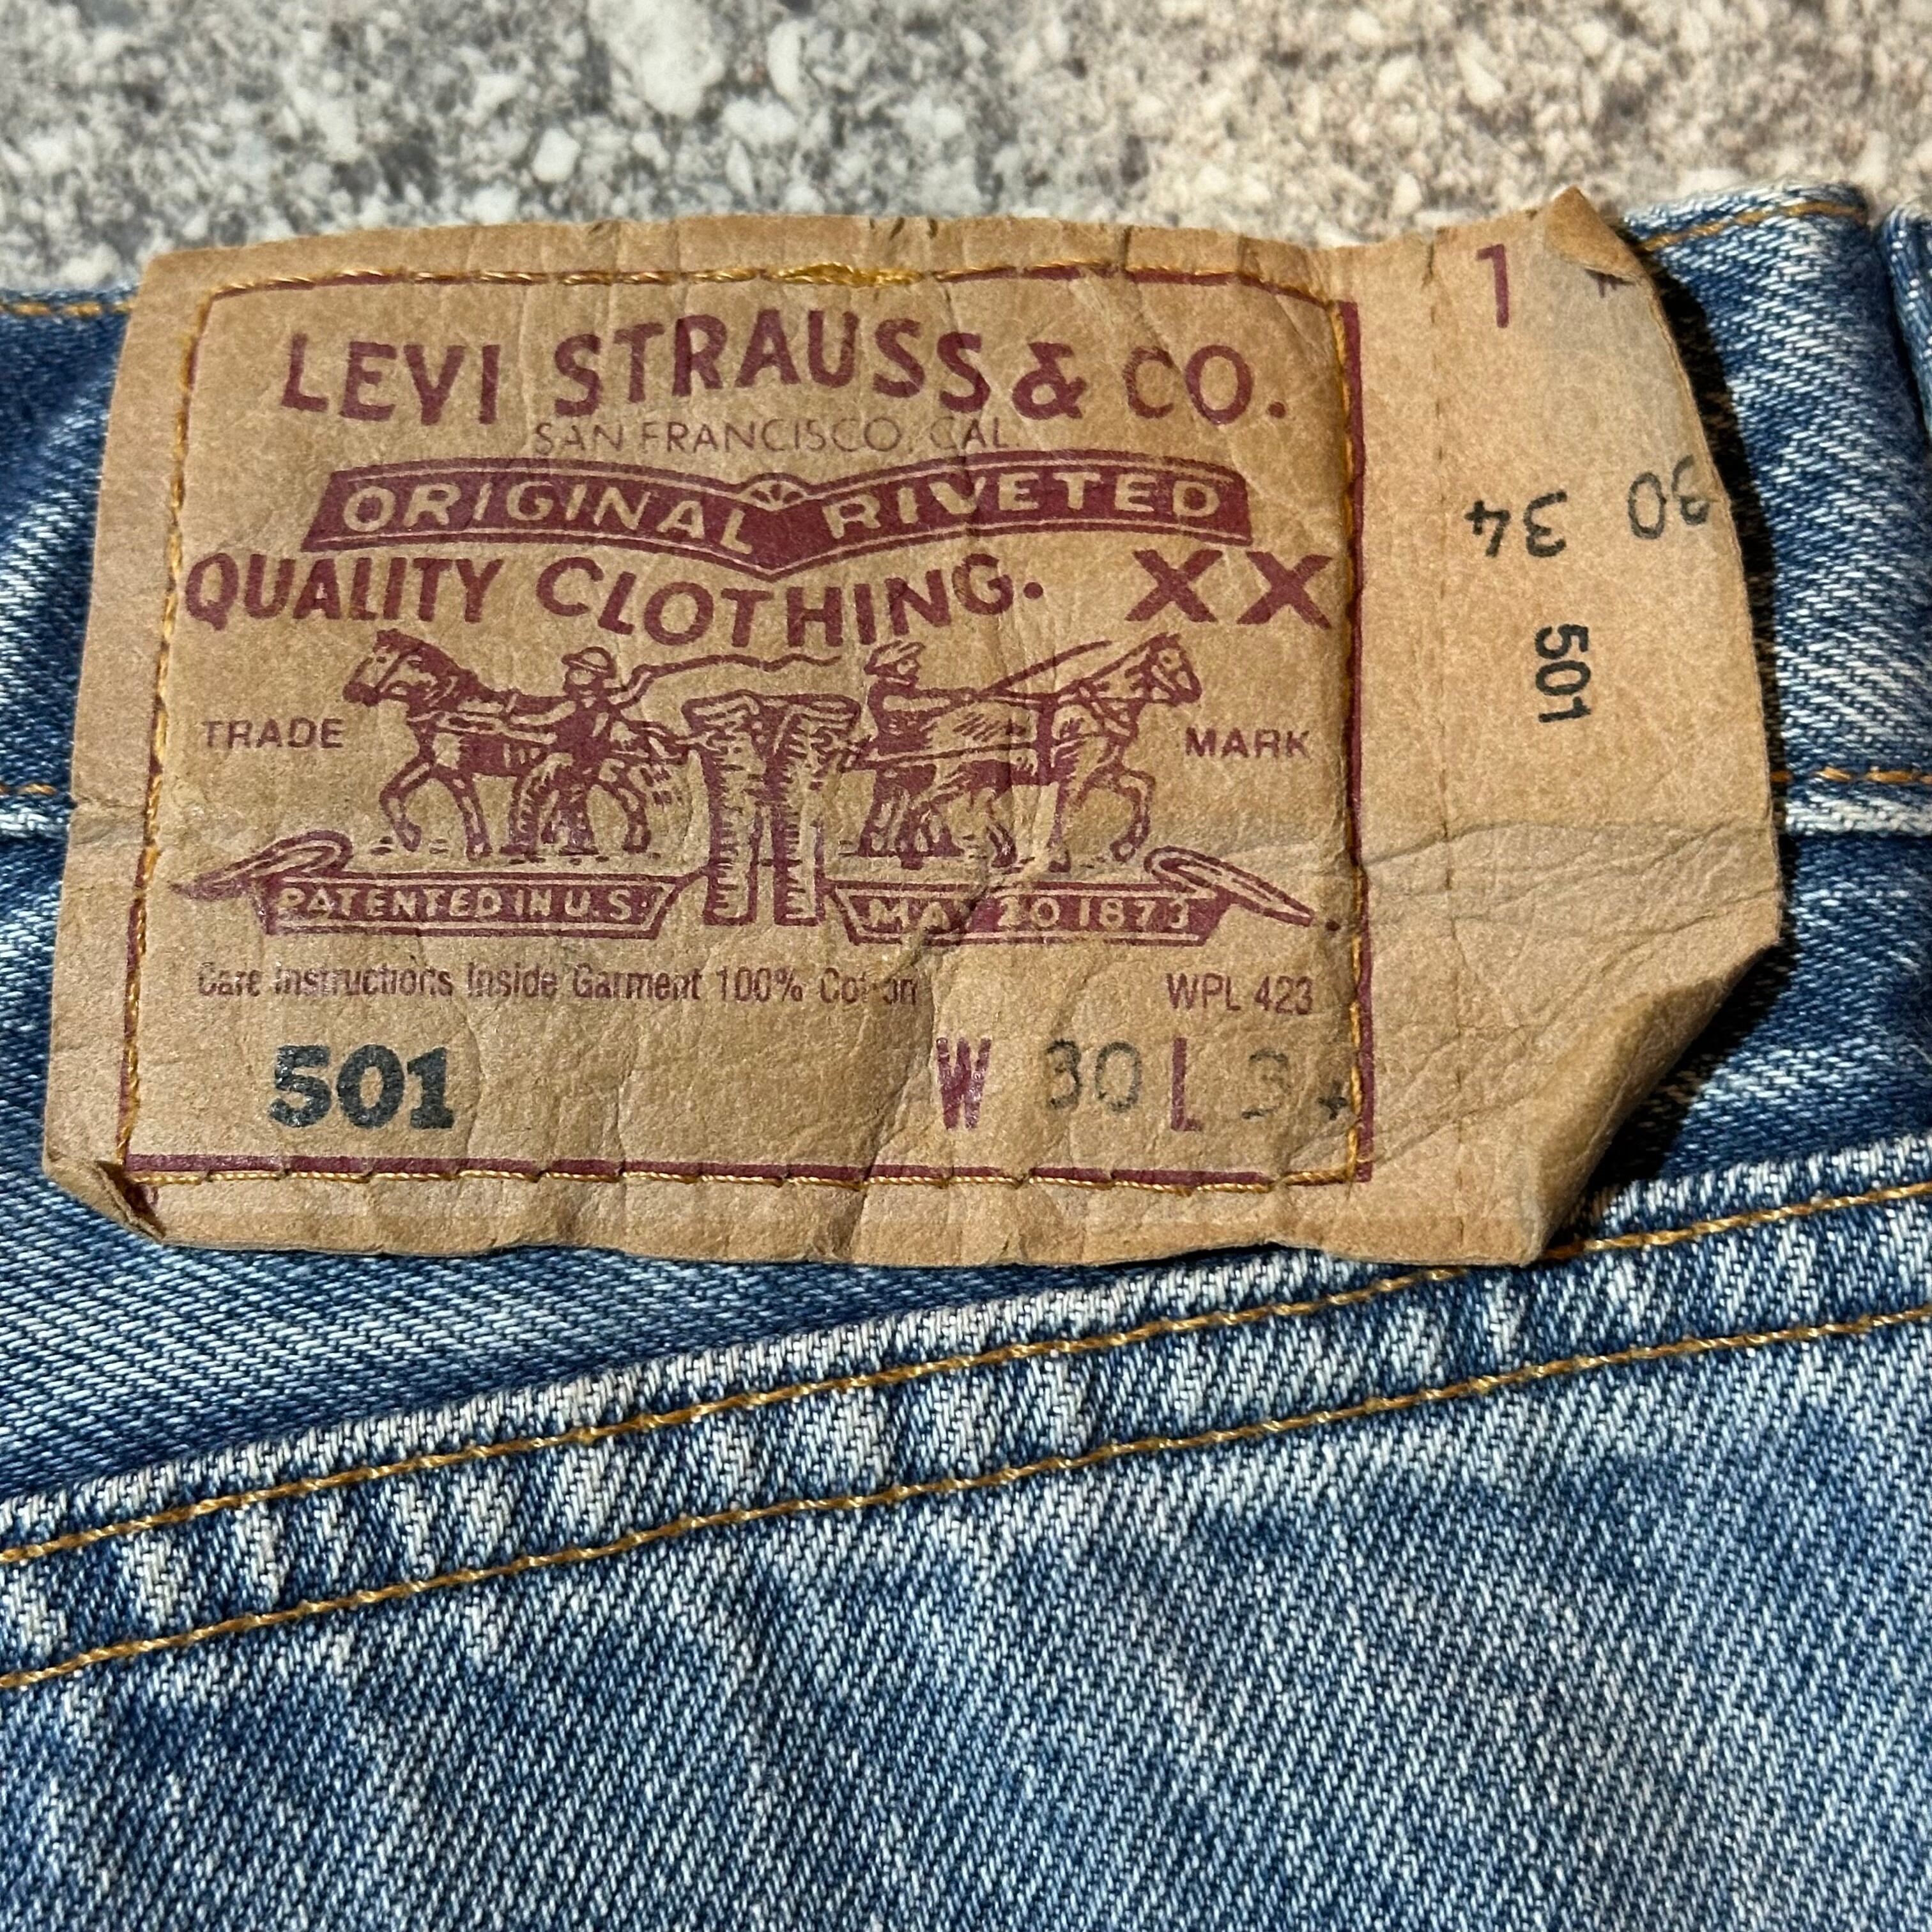 LEVI STRAUSS & CO.
SAN FRANCISCO, CAL.
ORIGINAL RIVETED
QUALITY CLOTHING. XX
TRADE MARK
PATENTED IN U.S. MAY 20 1873
Care Instructions Inside Garment 100% Cotton WPL 423
501 W 30 L 34
1
30
34
501